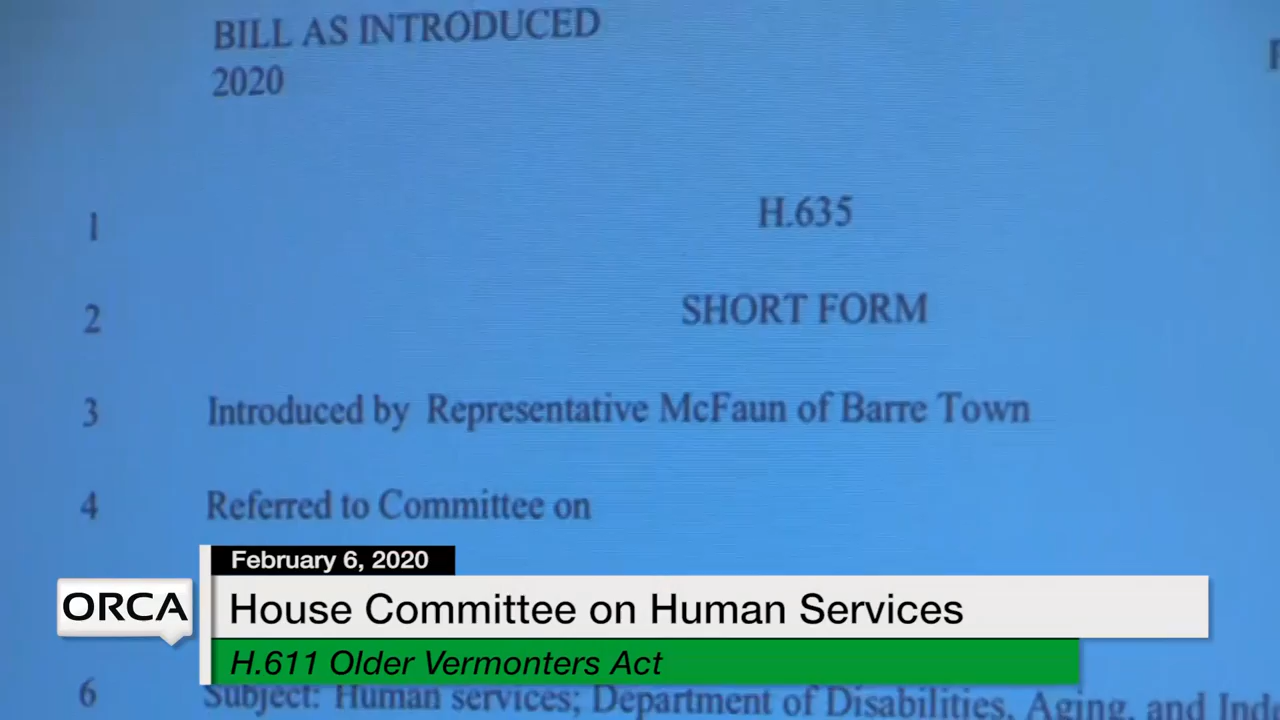 BILL AS INTRODUCED
2020
1 H.635
2 SHORT FORM
3 Introduced by Representative McFaun of Barre Town
4 Referred to Committee on
February 6, 2020
ORCA
House Committee on Human Services
H.611 Older Vermonters Act
6 Subject: Human services; Department of Disabilities, Aging, and